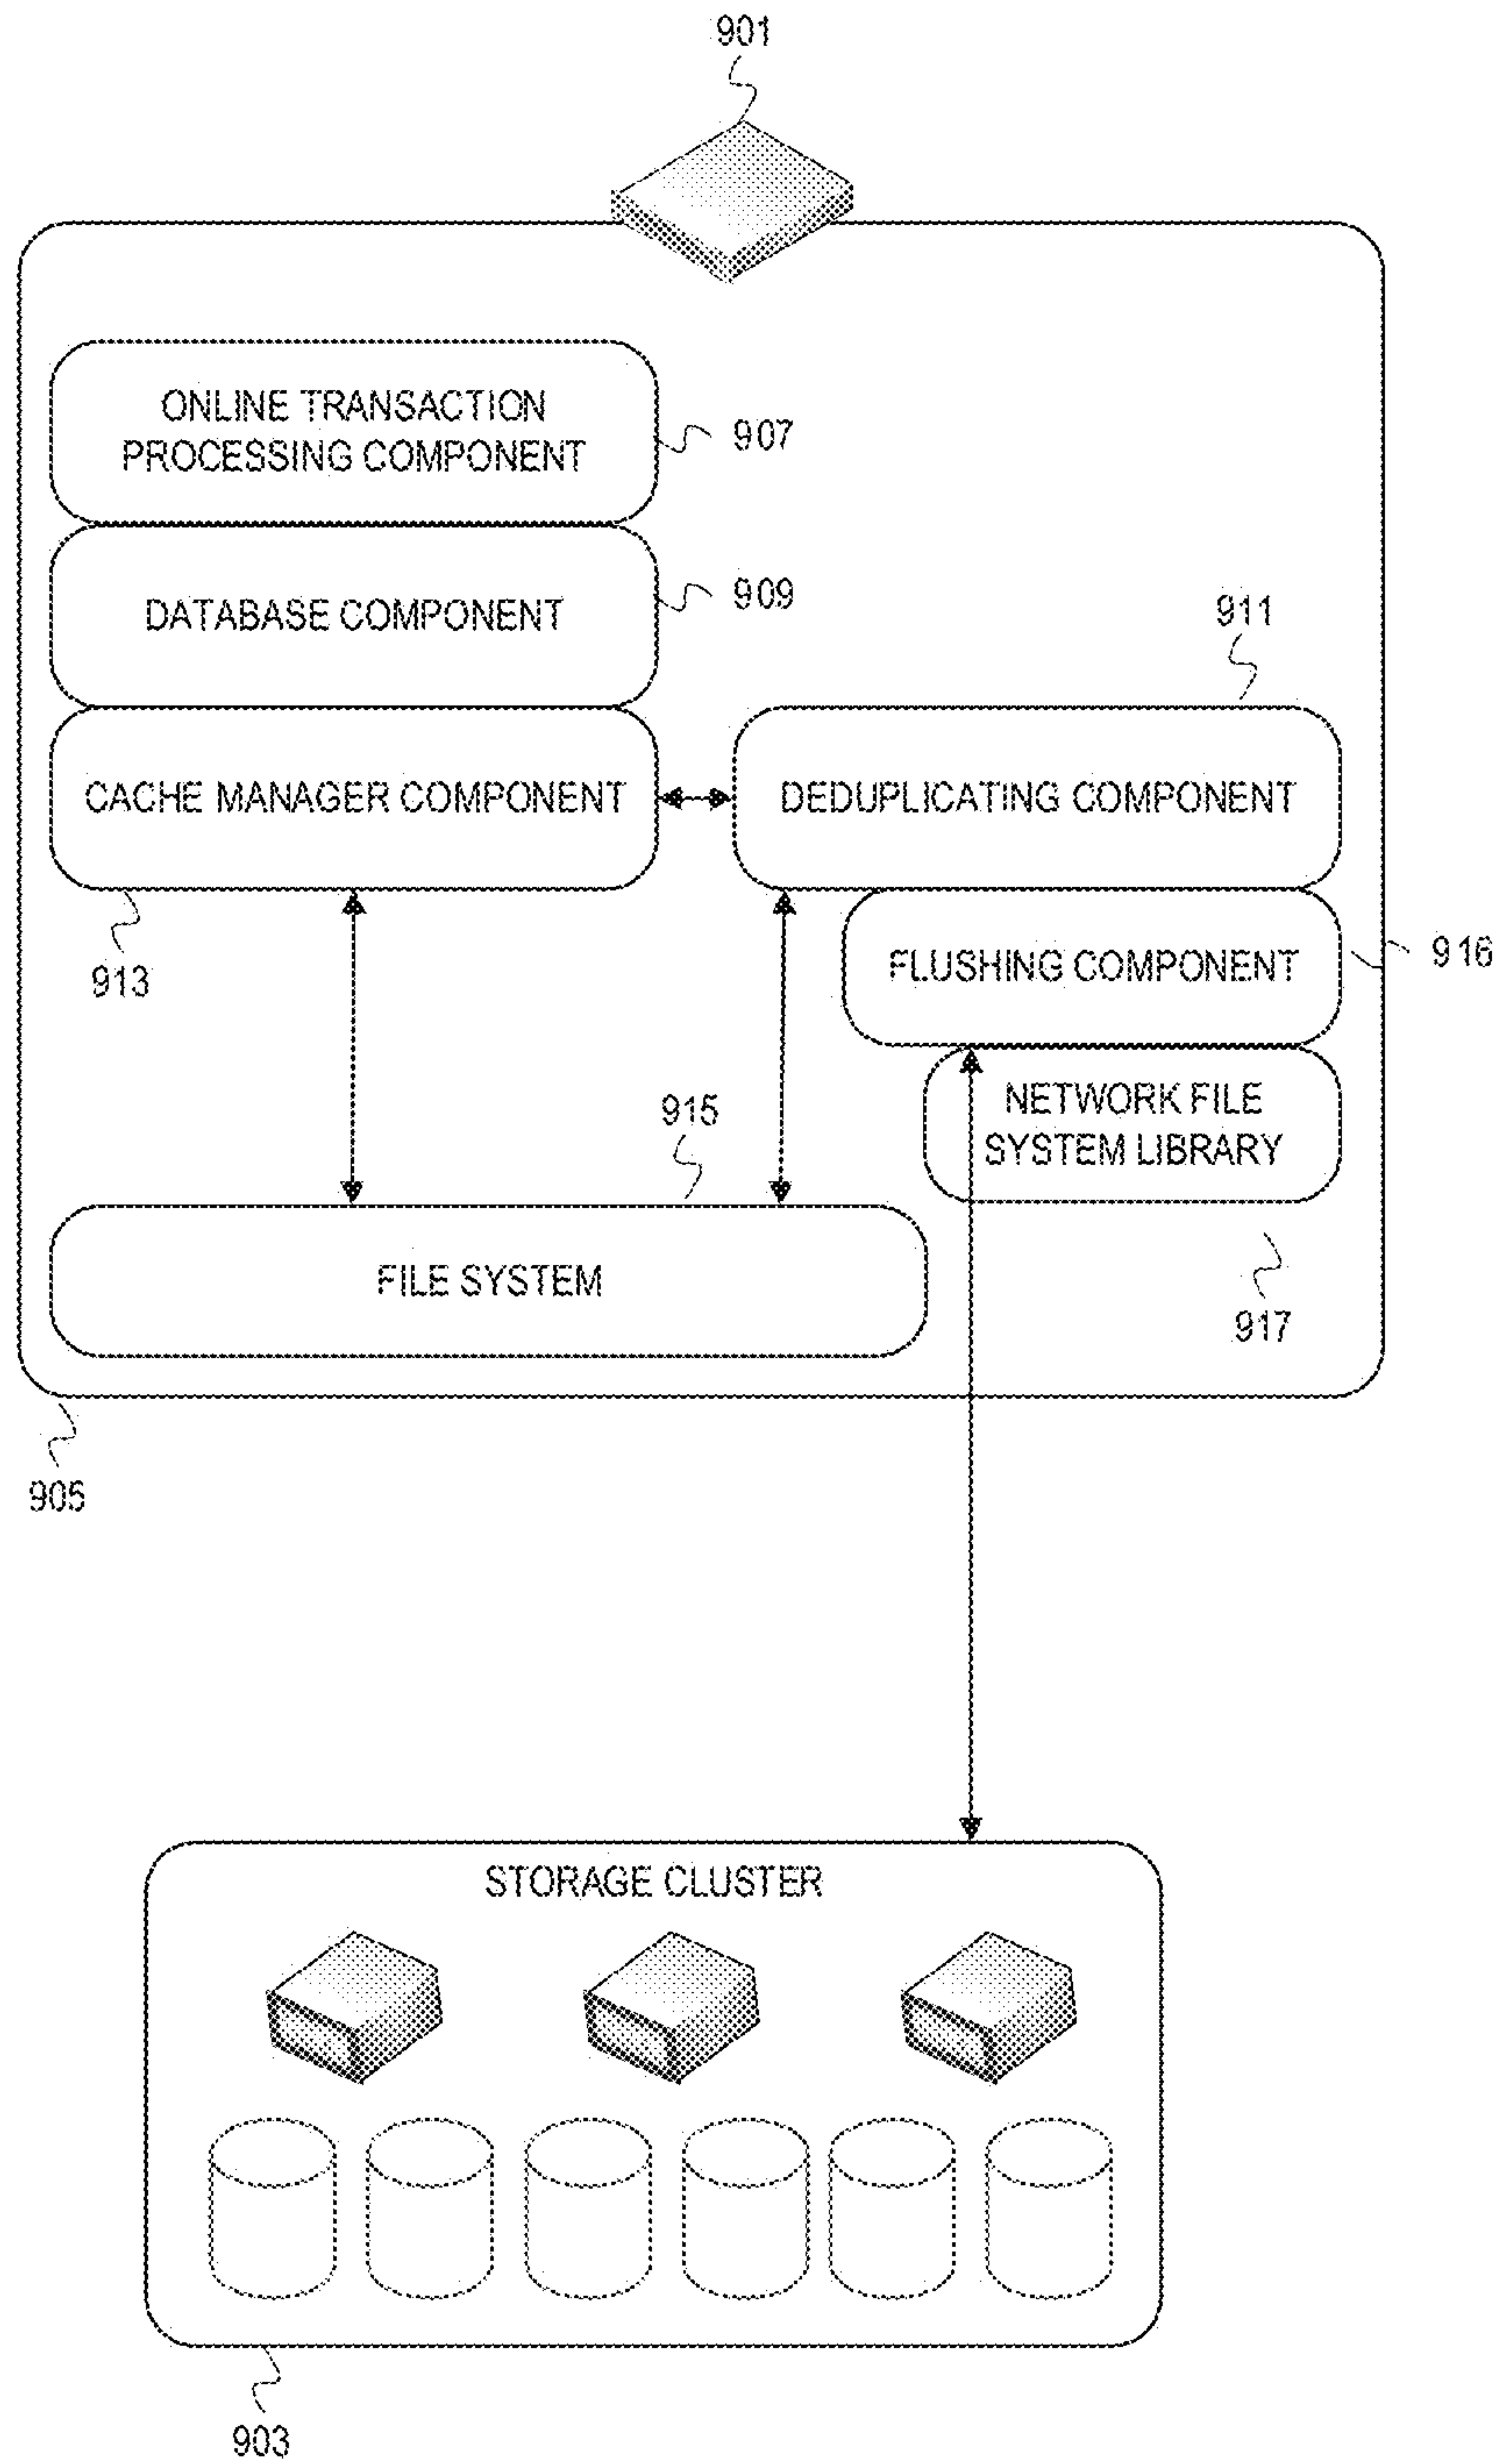 901
ONLINE TRANSACTION
PROCESSING COMPONENT
907
DATABASE COMPONENT
909
911
CACHE MANAGER COMPONENT
DEDUPLICATING COMPONENT
913
FLUSHING COMPONENT
916
NETWORK FILE
SYSTEM LIBRARY
915
FILE SYSTEM
917
905
STORAGE CLUSTER
903